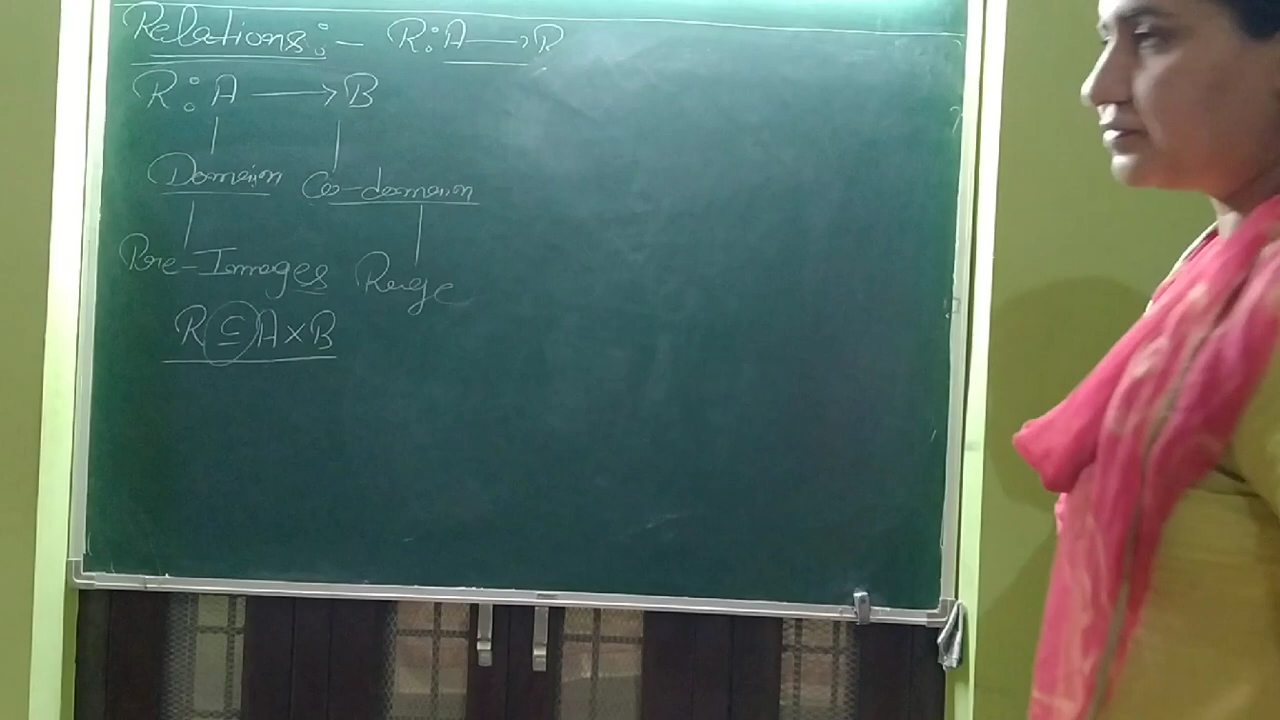 Relations:- R:A→B
R:A→B
Domain Co-domain
Pre-Images Range
R⊆A×B